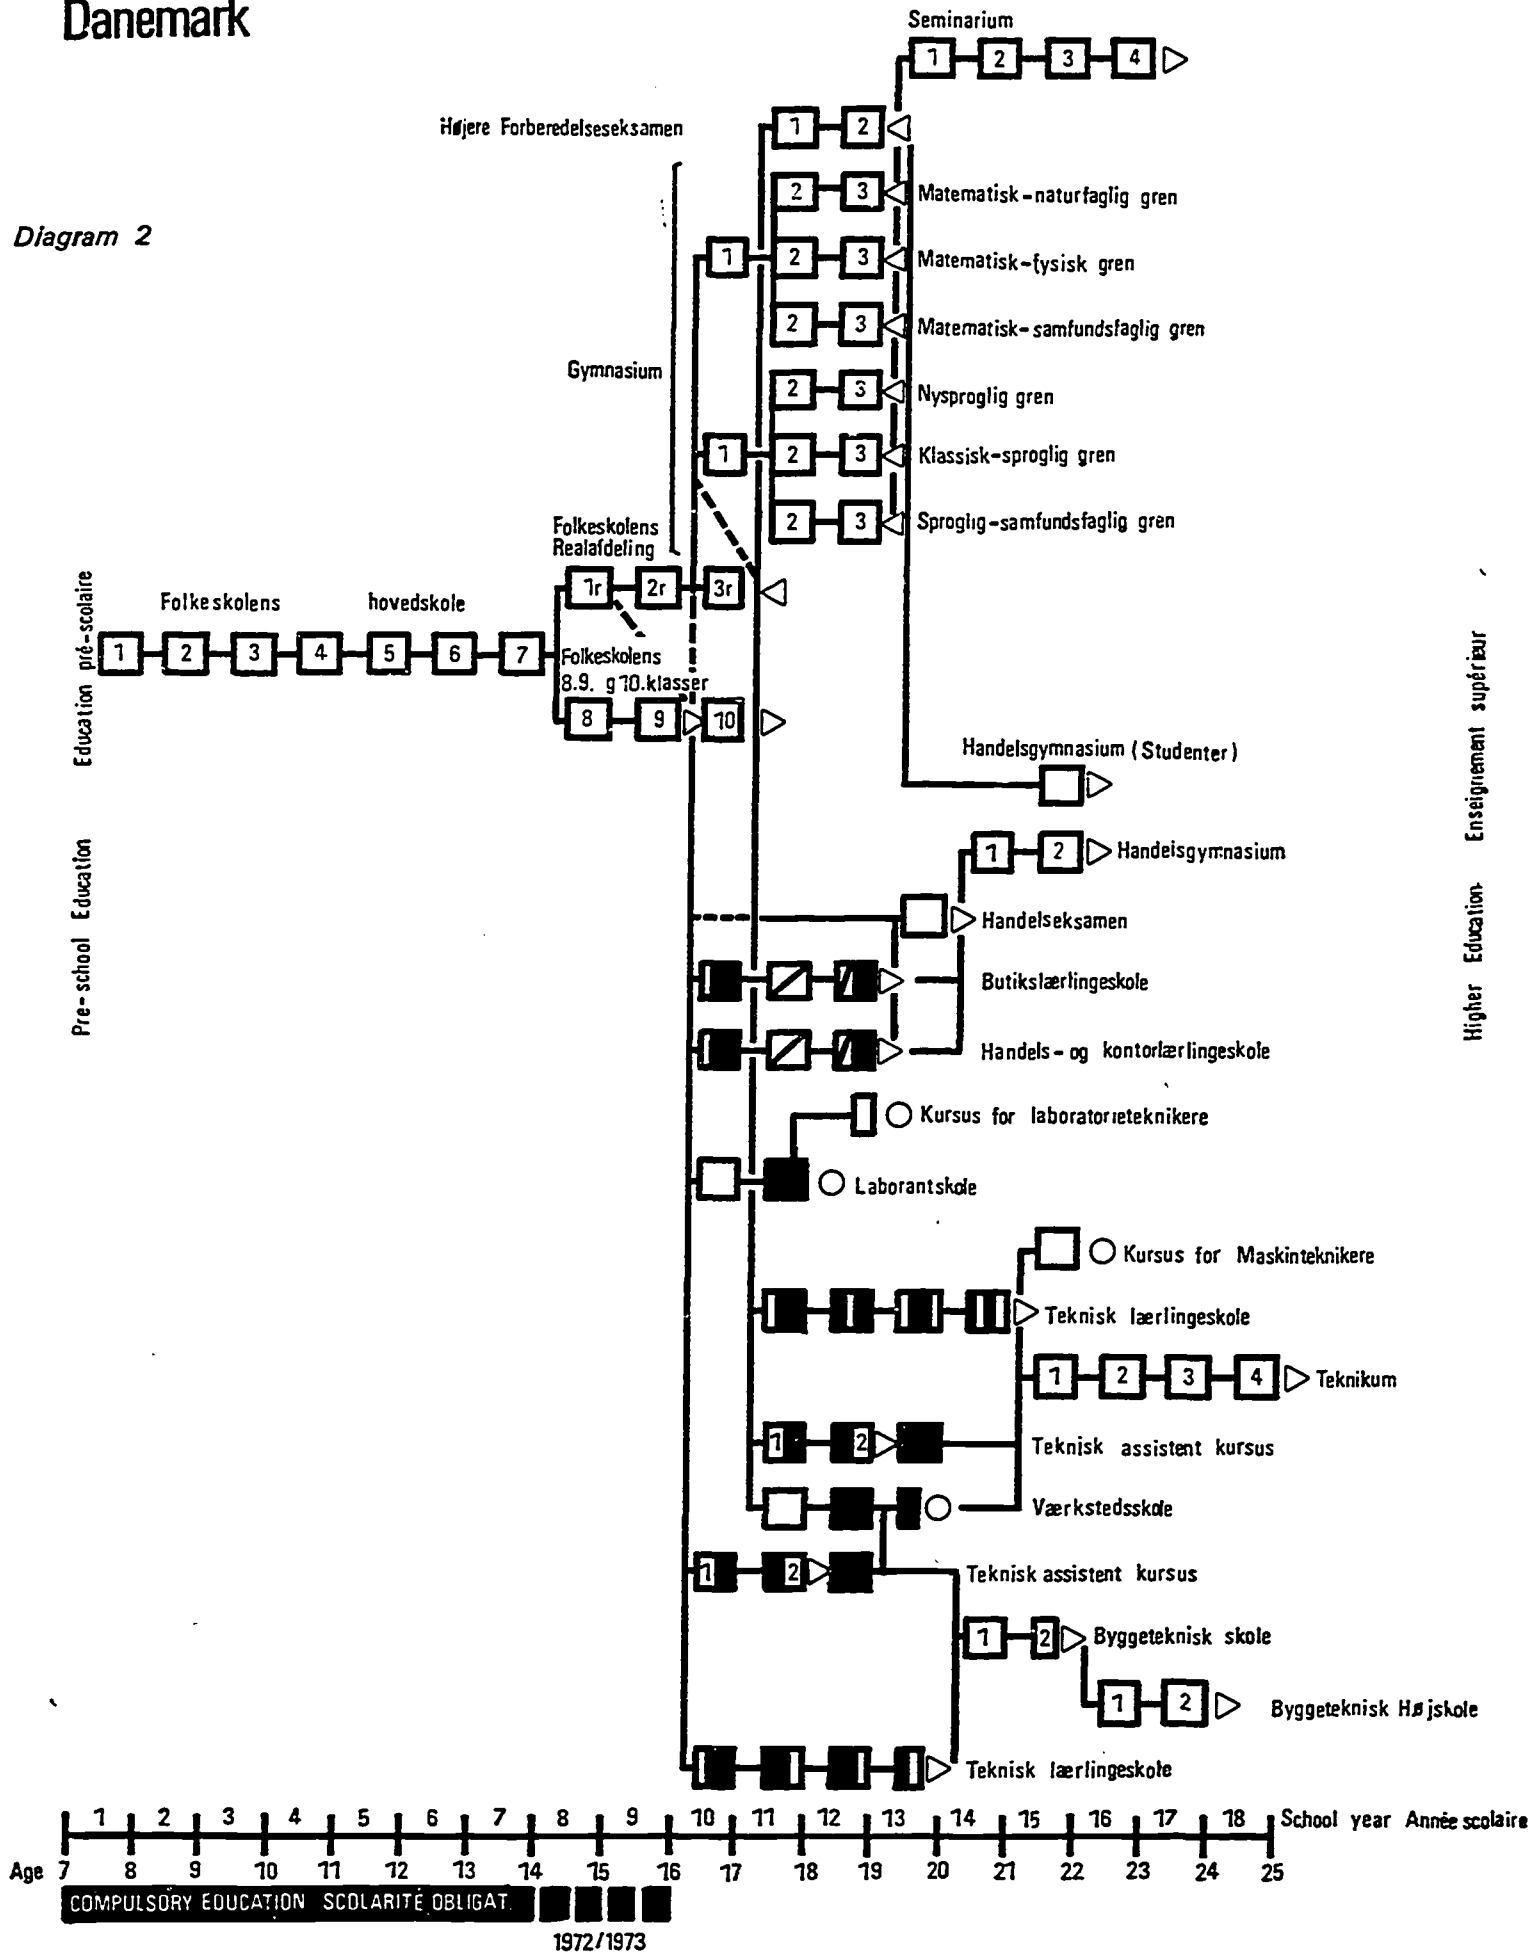 Danemark
Seminarium
1 2 3 4
Højere Forberedelseseksamen
1 2
2 3 Matematisk-naturfaglig gren
Diagram 2
1 2 3 Matematisk-fysisk gren
2 3 Matematisk-samfundsfaglig gren
Gymnasium
2 3 Nysproglig gren
1 2 3 Klassisk-sproglig gren
2 3 Sproglig-samfundsfaglig gren
Folkeskolens
Realafdeling
1r 2r 3r
Folkeskolens hovedskole
1 2 3 4 5 6 7
Folkeskolens
8.9. g 10.klasser
8 9 10
Pre-school Education Education pré-scolaire
Higher Education Enseignement supérieur
Handelsgymnasium (Studenter)
1 2 Handelsgymnasium
Handelseksamen
Butikslærlingeskole
Handels-og kontorlærlingeskole
Kursus for laboratorieteknikere
Laborantskole
Kursus for Maskinteknikere
Teknisk lærlingeskole
1 2 3 4 Teknikum
1 2 Teknisk assistent kursus
Værkstedsskole
1 2 Teknisk assistent kursus
1 2 Byggeteknisk skole
1 2 Byggeteknisk Højskole
Teknisk lærlingeskole
1 2 3 4 5 6 7 8 9 10 11 12 13 14 15 16 17 18 School year Année scolaire
Age 7 8 9 10 11 12 13 14 15 16 17 18 19 20 21 22 23 24 25
COMPULSORY EDUCATION SCOLARITÉ OBLIGAT.
1972/1973